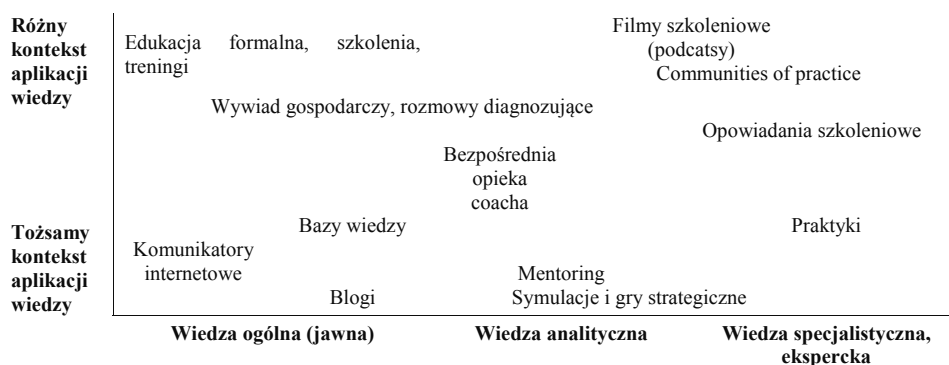 Różny
kontekst
aplikacji
wiedzy
Edukacja formalna, szkolenia,
treningi
Filmy szkoleniowe
(podcatsy)
Communities of practice
Wywiad gospodarczy, rozmowy diagnozujące
Opowiadania szkoleniowe
Bezpośrednia
opieka
coacha
Tożsamy
kontekst
aplikacji
wiedzy
Bazy wiedzy
Praktyki
Komunikatory
internetowe
Mentoring
Blogi
Symulacje i gry strategiczne
Wiedza ogólna (jawna)
Wiedza analityczna
Wiedza specjalistyczna,
ekspercka